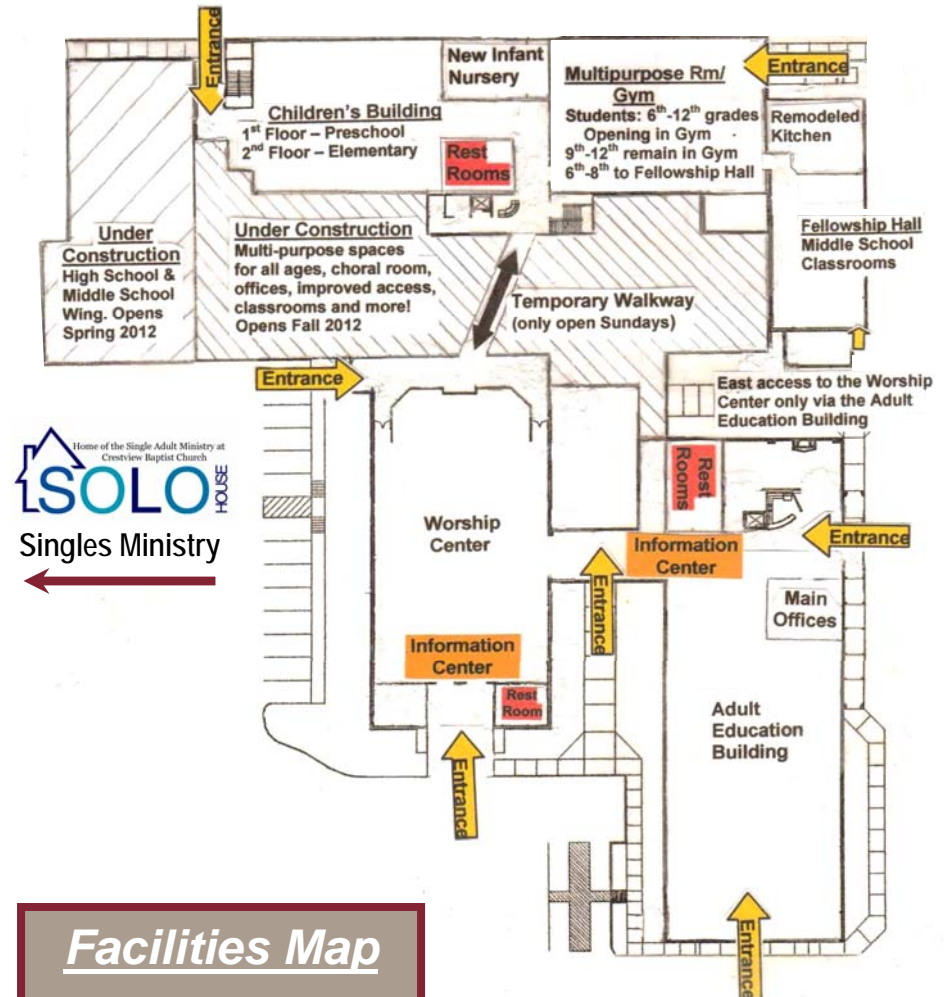 Entrance
New Infant
Nursery
Multipurpose Rm/
Gym
Students: 6th-12th grades
Opening in Gym
9th-12th remain in Gym
6th-8th to Fellowship Hall
Entrance
Children's Building
1st Floor – Preschool
2nd Floor – Elementary
Rest
Rooms
Remodeled
Kitchen
Under
Construction
High School &
Middle School
Wing. Opens
Spring 2012
Under Construction
Multi-purpose spaces
for all ages, choral room,
offices, improved access,
classrooms and more!
Opens Fall 2012
Fellowship Hall
Middle School
Classrooms
Temporary Walkway
(only open Sundays)
Entrance
East access to the Worship
Center only via the Adult
Education Building
Home of the Single Adult Ministry at
Crestview Baptist Church
SOLO
HOUSE
Singles Ministry
Rest
Rooms
Worship
Center
Information
Center
Entrance
Entrance
Main
Offices
Information
Center
Rest
Room
Adult
Education
Building
Entrance
Entrance
Facilities Map